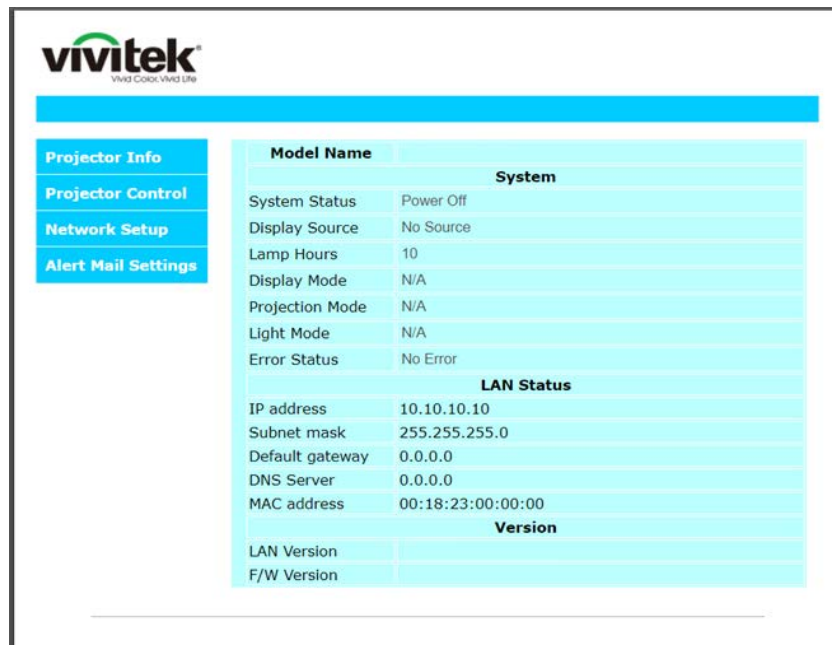 vivitek®
Vivid Color, Vivid Life
Projector Info
Projector Control
Network Setup
Alert Mail Settings
Model Name
System
System Status Power Off
Display Source No Source
Lamp Hours 10
Display Mode N/A
Projection Mode N/A
Light Mode N/A
Error Status No Error
LAN Status
IP address 10.10.10.10
Subnet mask 255.255.255.0
Default gateway 0.0.0.0
DNS Server 0.0.0.0
MAC address 00:18:23:00:00:00
Version
LAN Version
F/W Version